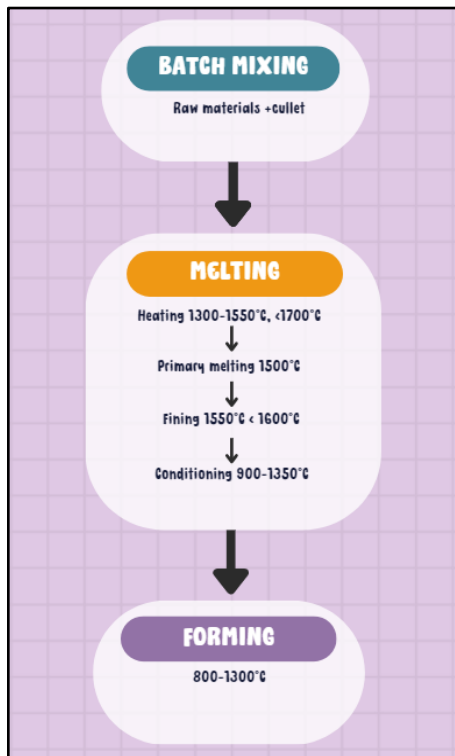 BATCH MIXING
Raw materials +cullet
MELTING
Heating 1300-1550°C, <1700°C
Primary melting 1500°C
Fining 1550°C < 1600°C
Conditioning 900-1350°C
FORMING
800-1300°C